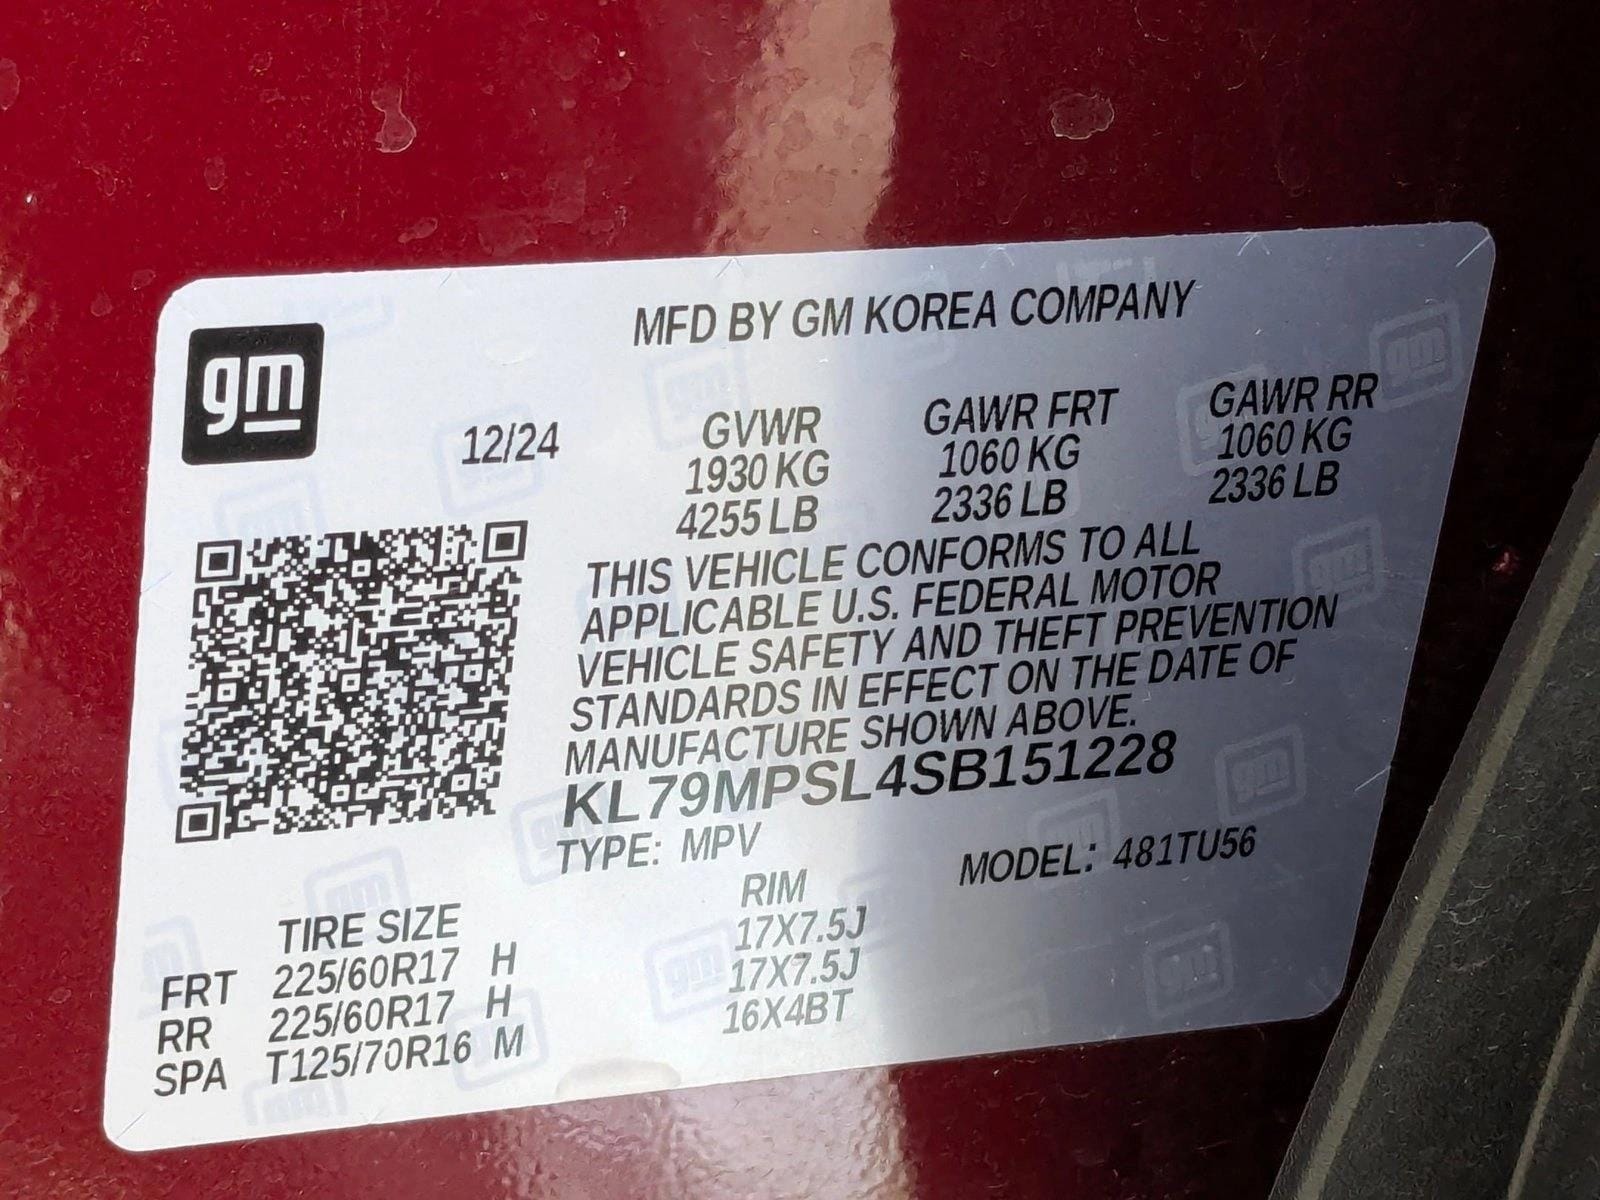 MFD BY GM KOREA COMPANY
gm
12/24
GVWR GAWR FRT GAWR RR
1930 KG 1060 KG 1060 KG
4255 LB 2336 LB 2336 LB
THIS VEHICLE CONFORMS TO ALL
APPLICABLE U.S. FEDERAL MOTOR
VEHICLE SAFETY AND THEFT PREVENTION
STANDARDS IN EFFECT ON THE DATE OF
MANUFACTURE SHOWN ABOVE.
KL79MPSL4SB151228
TYPE: MPV MODEL: 481TU56
TIRE SIZE RIM
FRT 225/60R17 H 17X7.5J
RR 225/60R17 H 17X7.5J
SPA T125/70R16 M 16X4BT